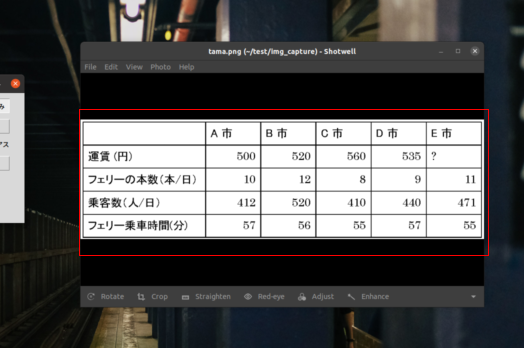 tama.png (~/test/img_capture) - Shotwell
File Edit View Photo Help
み
アス
A 市 B 市 C 市 D 市 E 市
運賃(円) 500 520 560 535 ?
フェリーの本数(本/日) 10 12 8 9 11
乗客数(人/日) 412 520 410 440 471
フェリー乗車時間(分) 57 56 55 57 55
Rotate Crop Straighten Red-eye Adjust Enhance